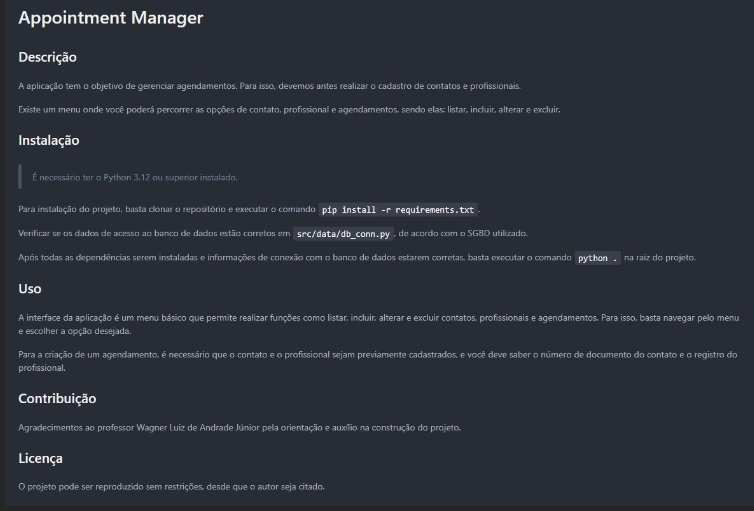 Appointment Manager
Descrição
A aplicação tem o objetivo de gerenciar agendamentos. Para isso, devemos antes realizar o cadastro de contatos e profissionais.
Existe um menu onde você poderá percorrer as opções de contato, profissional e agendamentos, sendo elas: listar, incluir, alterar e excluir.
Instalação
É necessário ter o Python 3.12 ou superior instalado.
Para instalação do projeto, basta clonar o repositório e executar o comando pip install -r requirements.txt.
Verificar se os dados de acesso ao banco de dados estão corretos em src/data/db_conn.py, de acordo com o SGBD utilizado.
Após todas as dependências serem instaladas e informações de conexão com o banco de dados estarem corretas, basta executar o comando python . na raiz do projeto.
Uso
A interface da aplicação é um menu básico que permite realizar funções como listar, incluir, alterar e excluir contatos, profissionais e agendamentos. Para isso, basta navegar pelo menu
e escolher a opção desejada.
Para a criação de um agendamento, é necessário que o contato e o profissional sejam previamente cadastrados, e você deve saber o número de documento do contato e o registro do
profissional.
Contribuição
Agradecimentos ao professor Wagner Luiz de Andrade Júnior pela orientação e auxílio na construção do projeto.
Licença
O projeto pode ser reproduzido sem restrições, desde que o autor seja citado.